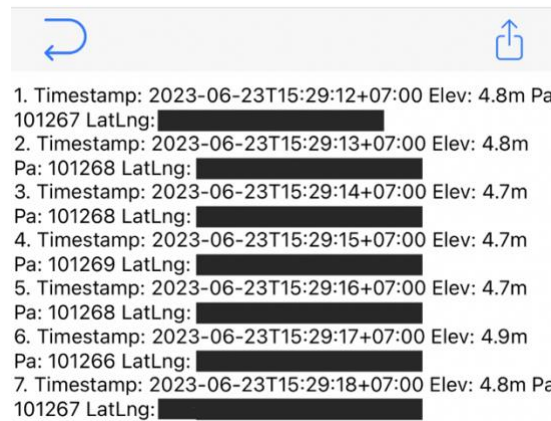 1. Timestamp: 2023-06-23T15:29:12+07:00 Elev: 4.8m Pa
101267 LatLng:
2. Timestamp: 2023-06-23T15:29:13+07:00 Elev: 4.8m
Pa: 101268 LatLng:
3. Timestamp: 2023-06-23T15:29:14+07:00 Elev: 4.7m
Pa: 101268 LatLng:
4. Timestamp: 2023-06-23T15:29:15+07:00 Elev: 4.7m
Pa: 101269 LatLng:
5. Timestamp: 2023-06-23T15:29:16+07:00 Elev: 4.7m
Pa: 101268 LatLng:
6. Timestamp: 2023-06-23T15:29:17+07:00 Elev: 4.9m
Pa: 101266 LatLng:
7. Timestamp: 2023-06-23T15:29:18+07:00 Elev: 4.8m Pa
101267 LatLng: